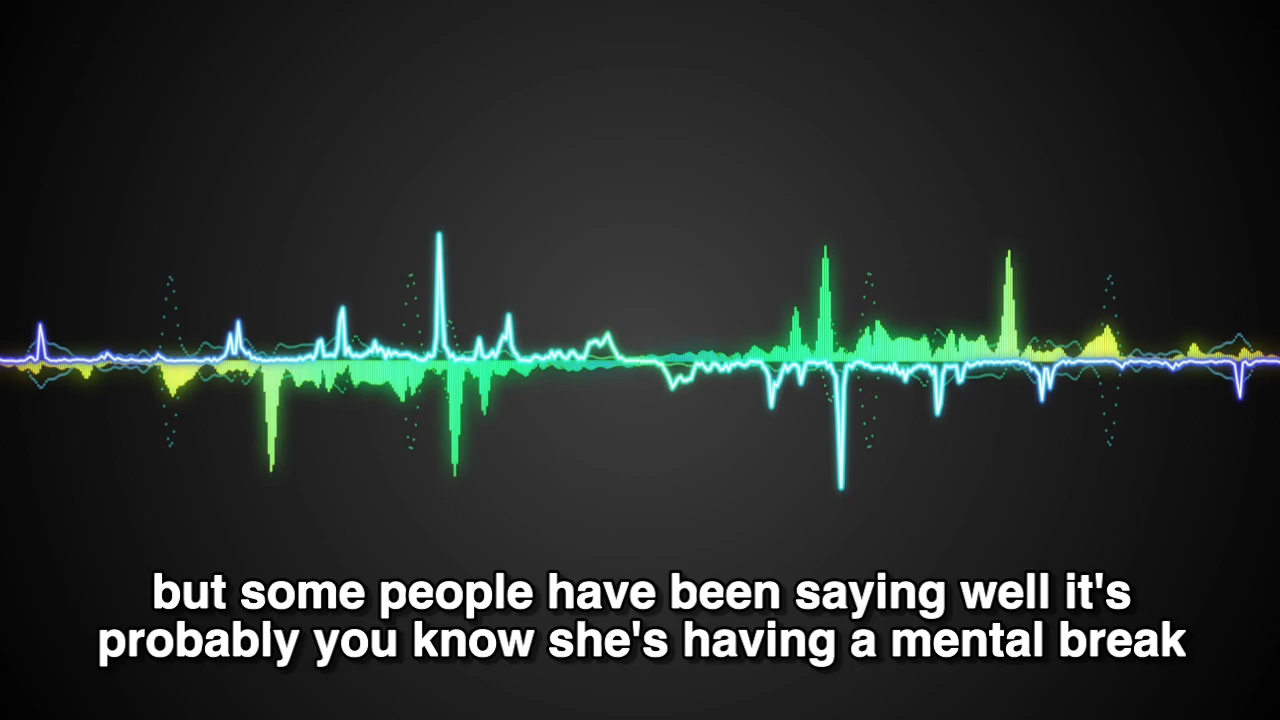 but some people have been saying well it's
probably you know she's having a mental break